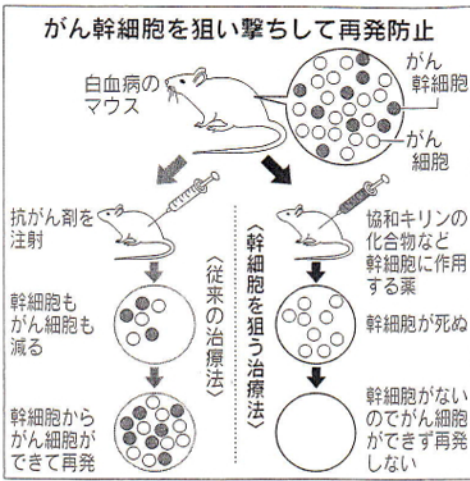 がん幹細胞を狙い撃ちして再発防止
白血病の
マウス
がん
幹細胞
がん
細胞
抗がん剤を
注射
幹細胞も
がん細胞も
減る
幹細胞から
がん細胞が
できて再発
〈従来の治療法〉
〈幹細胞を狙う治療法〉
協和キリンの
化合物など
幹細胞に作用
する薬
幹細胞が死ぬ
幹細胞がない
のでがん細胞
ができず再発
しない